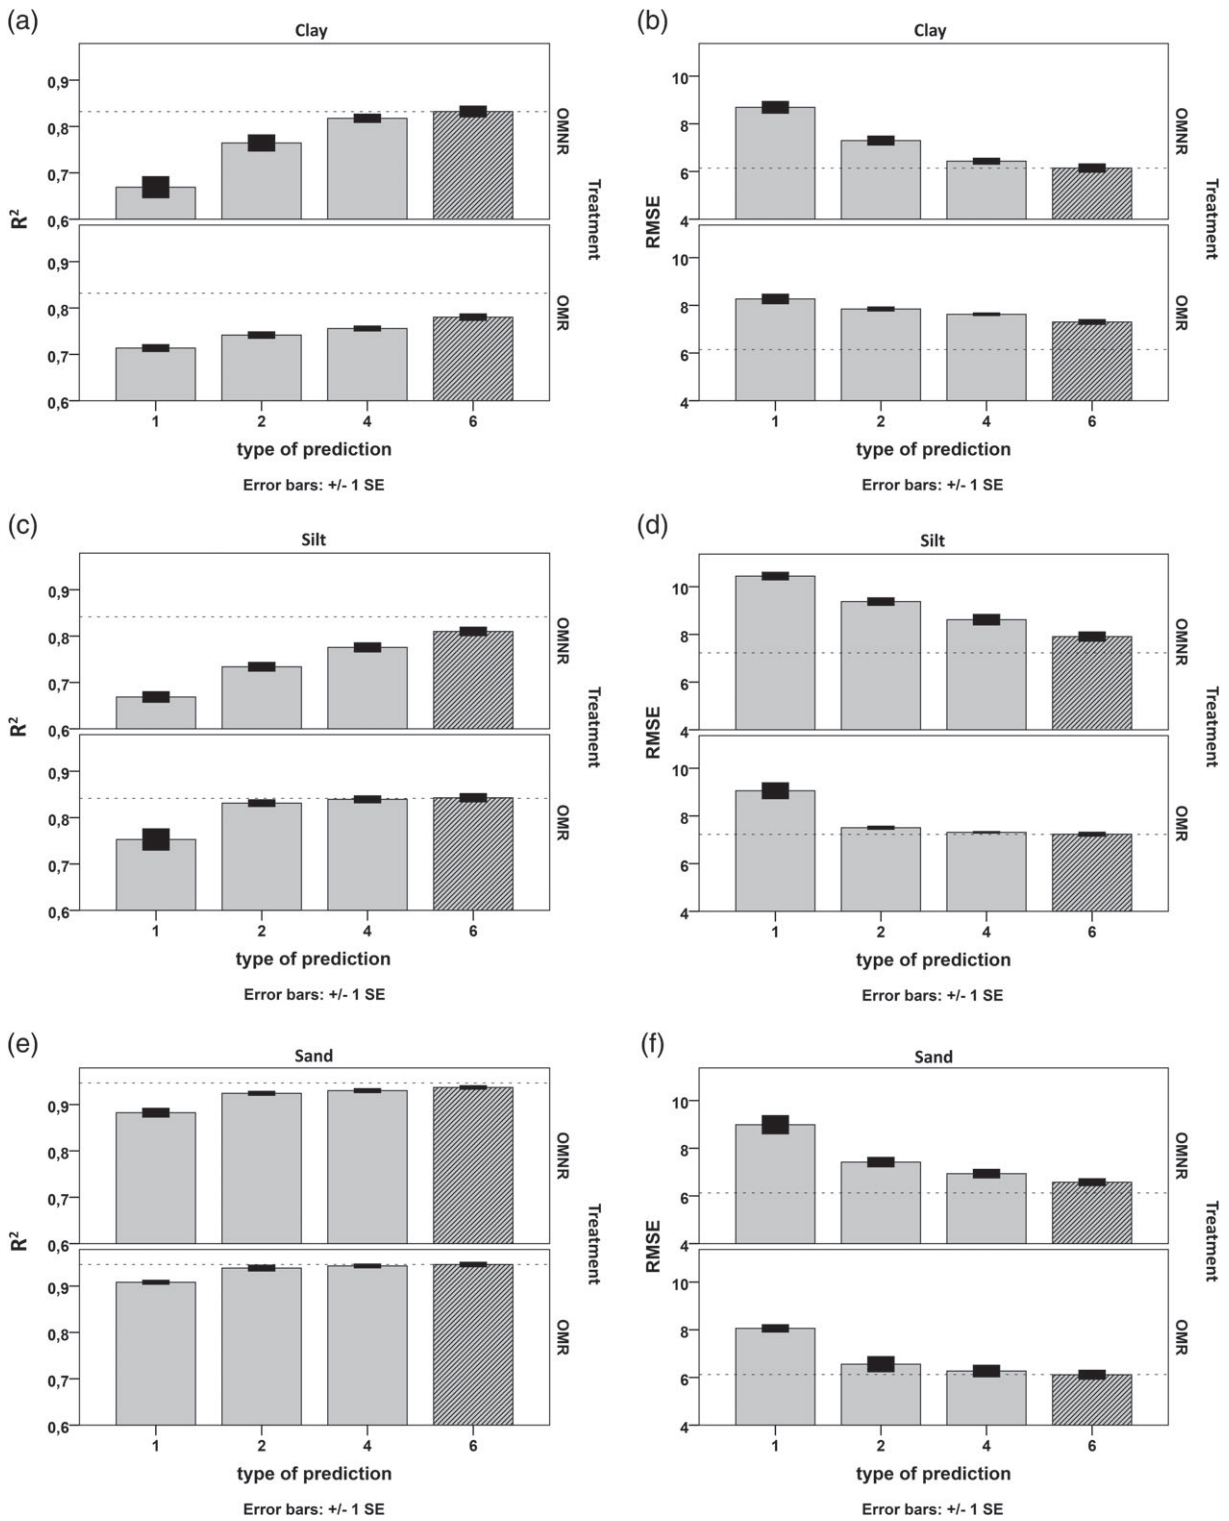 (a)
Clay
0,9
0,8
0,7
0,6
OMNR
0,9
0,8
0,7
0,6
OMR
R²
Treatment
1 2 4 6
type of prediction
Error bars: +/- 1 SE
(b)
Clay
10
8
6
4
OMNR
10
8
6
4
OMR
RMSE
Treatment
1 2 4 6
type of prediction
Error bars: +/- 1 SE
(c)
Silt
0,9
0,8
0,7
0,6
OMNR
0,9
0,8
0,7
0,6
OMR
R²
Treatment
1 2 4 6
type of prediction
Error bars: +/- 1 SE
(d)
Silt
10
8
6
4
OMNR
10
8
6
4
OMR
RMSE
Treatment
1 2 4 6
type of prediction
Error bars: +/- 1 SE
(e)
Sand
0,9
0,8
0,7
0,6
OMNR
0,9
0,8
0,7
0,6
OMR
R²
Treatment
1 2 4 6
type of prediction
Error bars: +/- 1 SE
(f)
Sand
10
8
6
4
OMNR
10
8
6
4
OMR
RMSE
Treatment
1 2 4 6
type of prediction
Error bars: +/- 1 SE